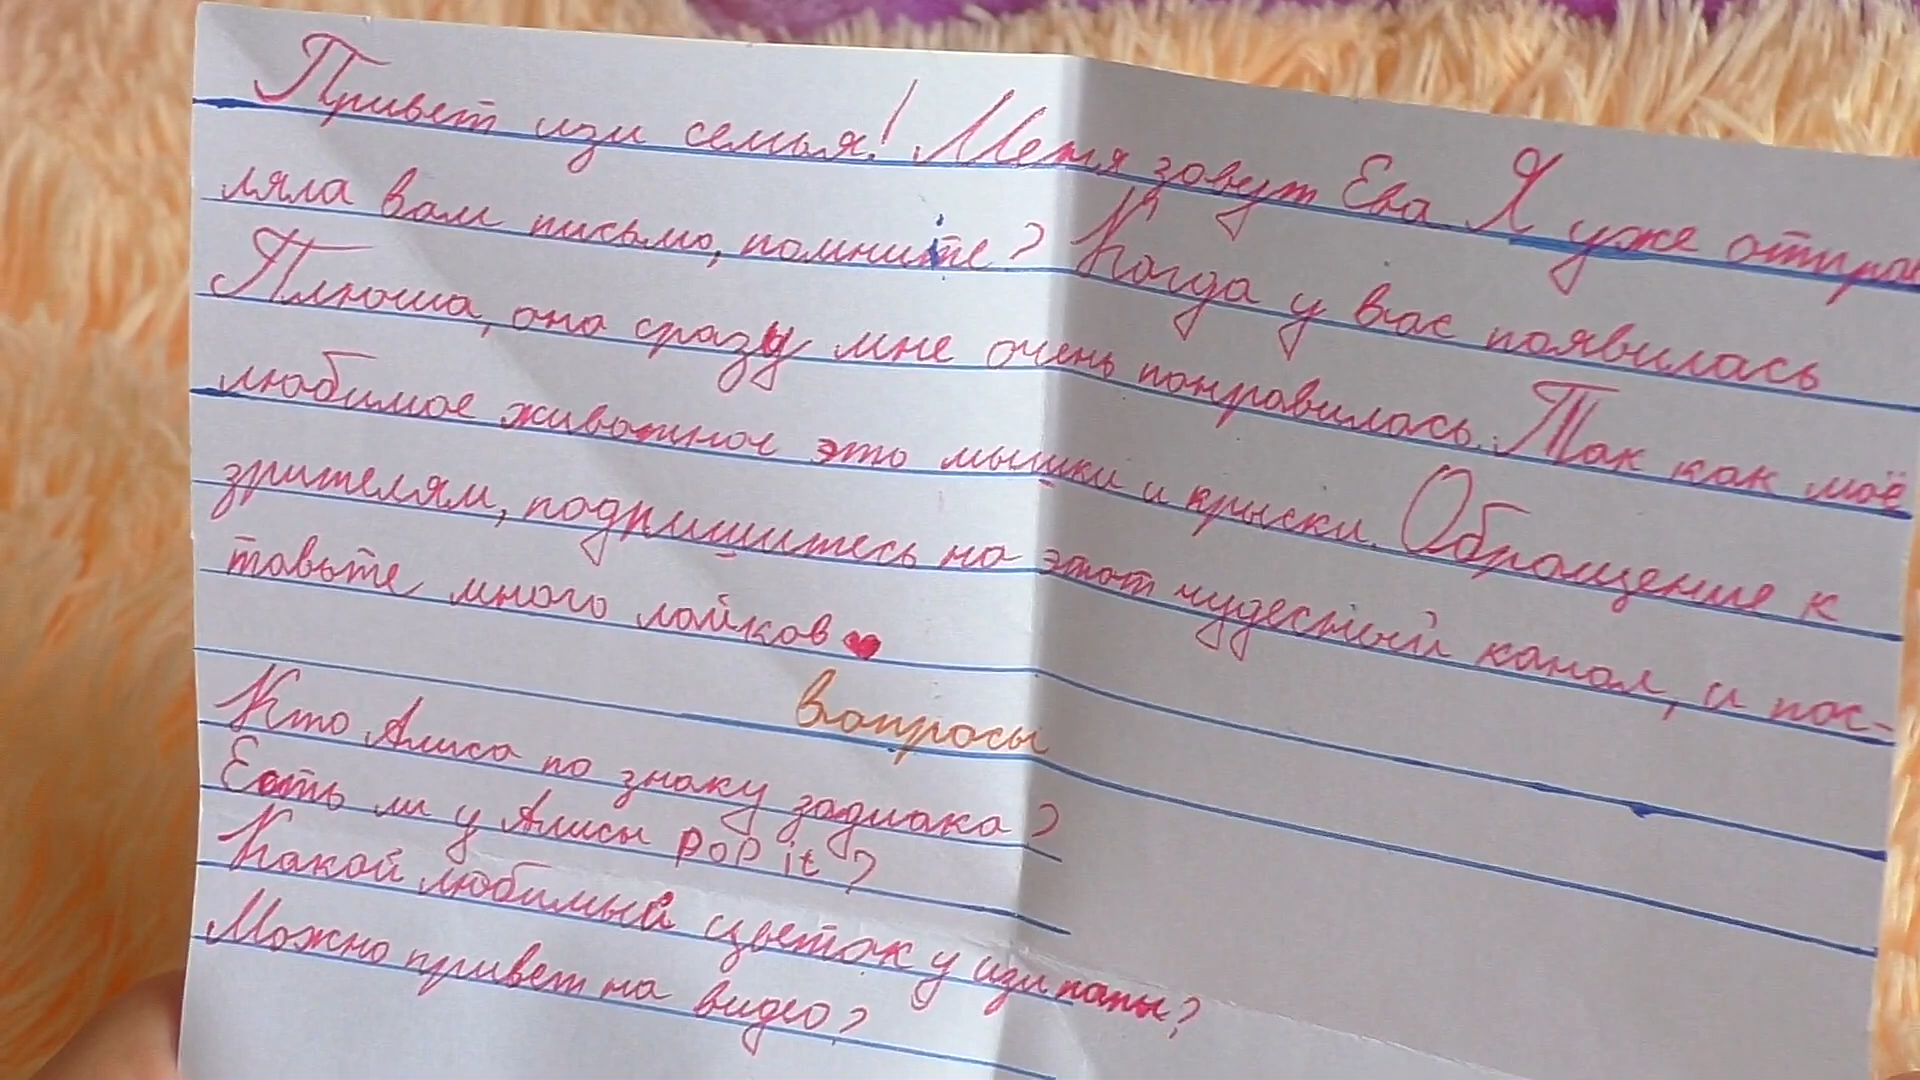 Привет изи семья! Меня зовут Ева Я уже отправ
ляла вам письмо, помните? Когда у вас появилась
Плюша, она сразу мне очень понравилась. Так как моё
любимое животное это мышки и крыски. Обращение к
зрителям, подпишитесь на этот чудесный канал, и пос-
тавьте много лайков ❤
вопросы
Кто Алиса по знаку задиака?
Есть ли у Алисы pop it?
Какой любимый цветок у изи папы?
Можно привет на видео?